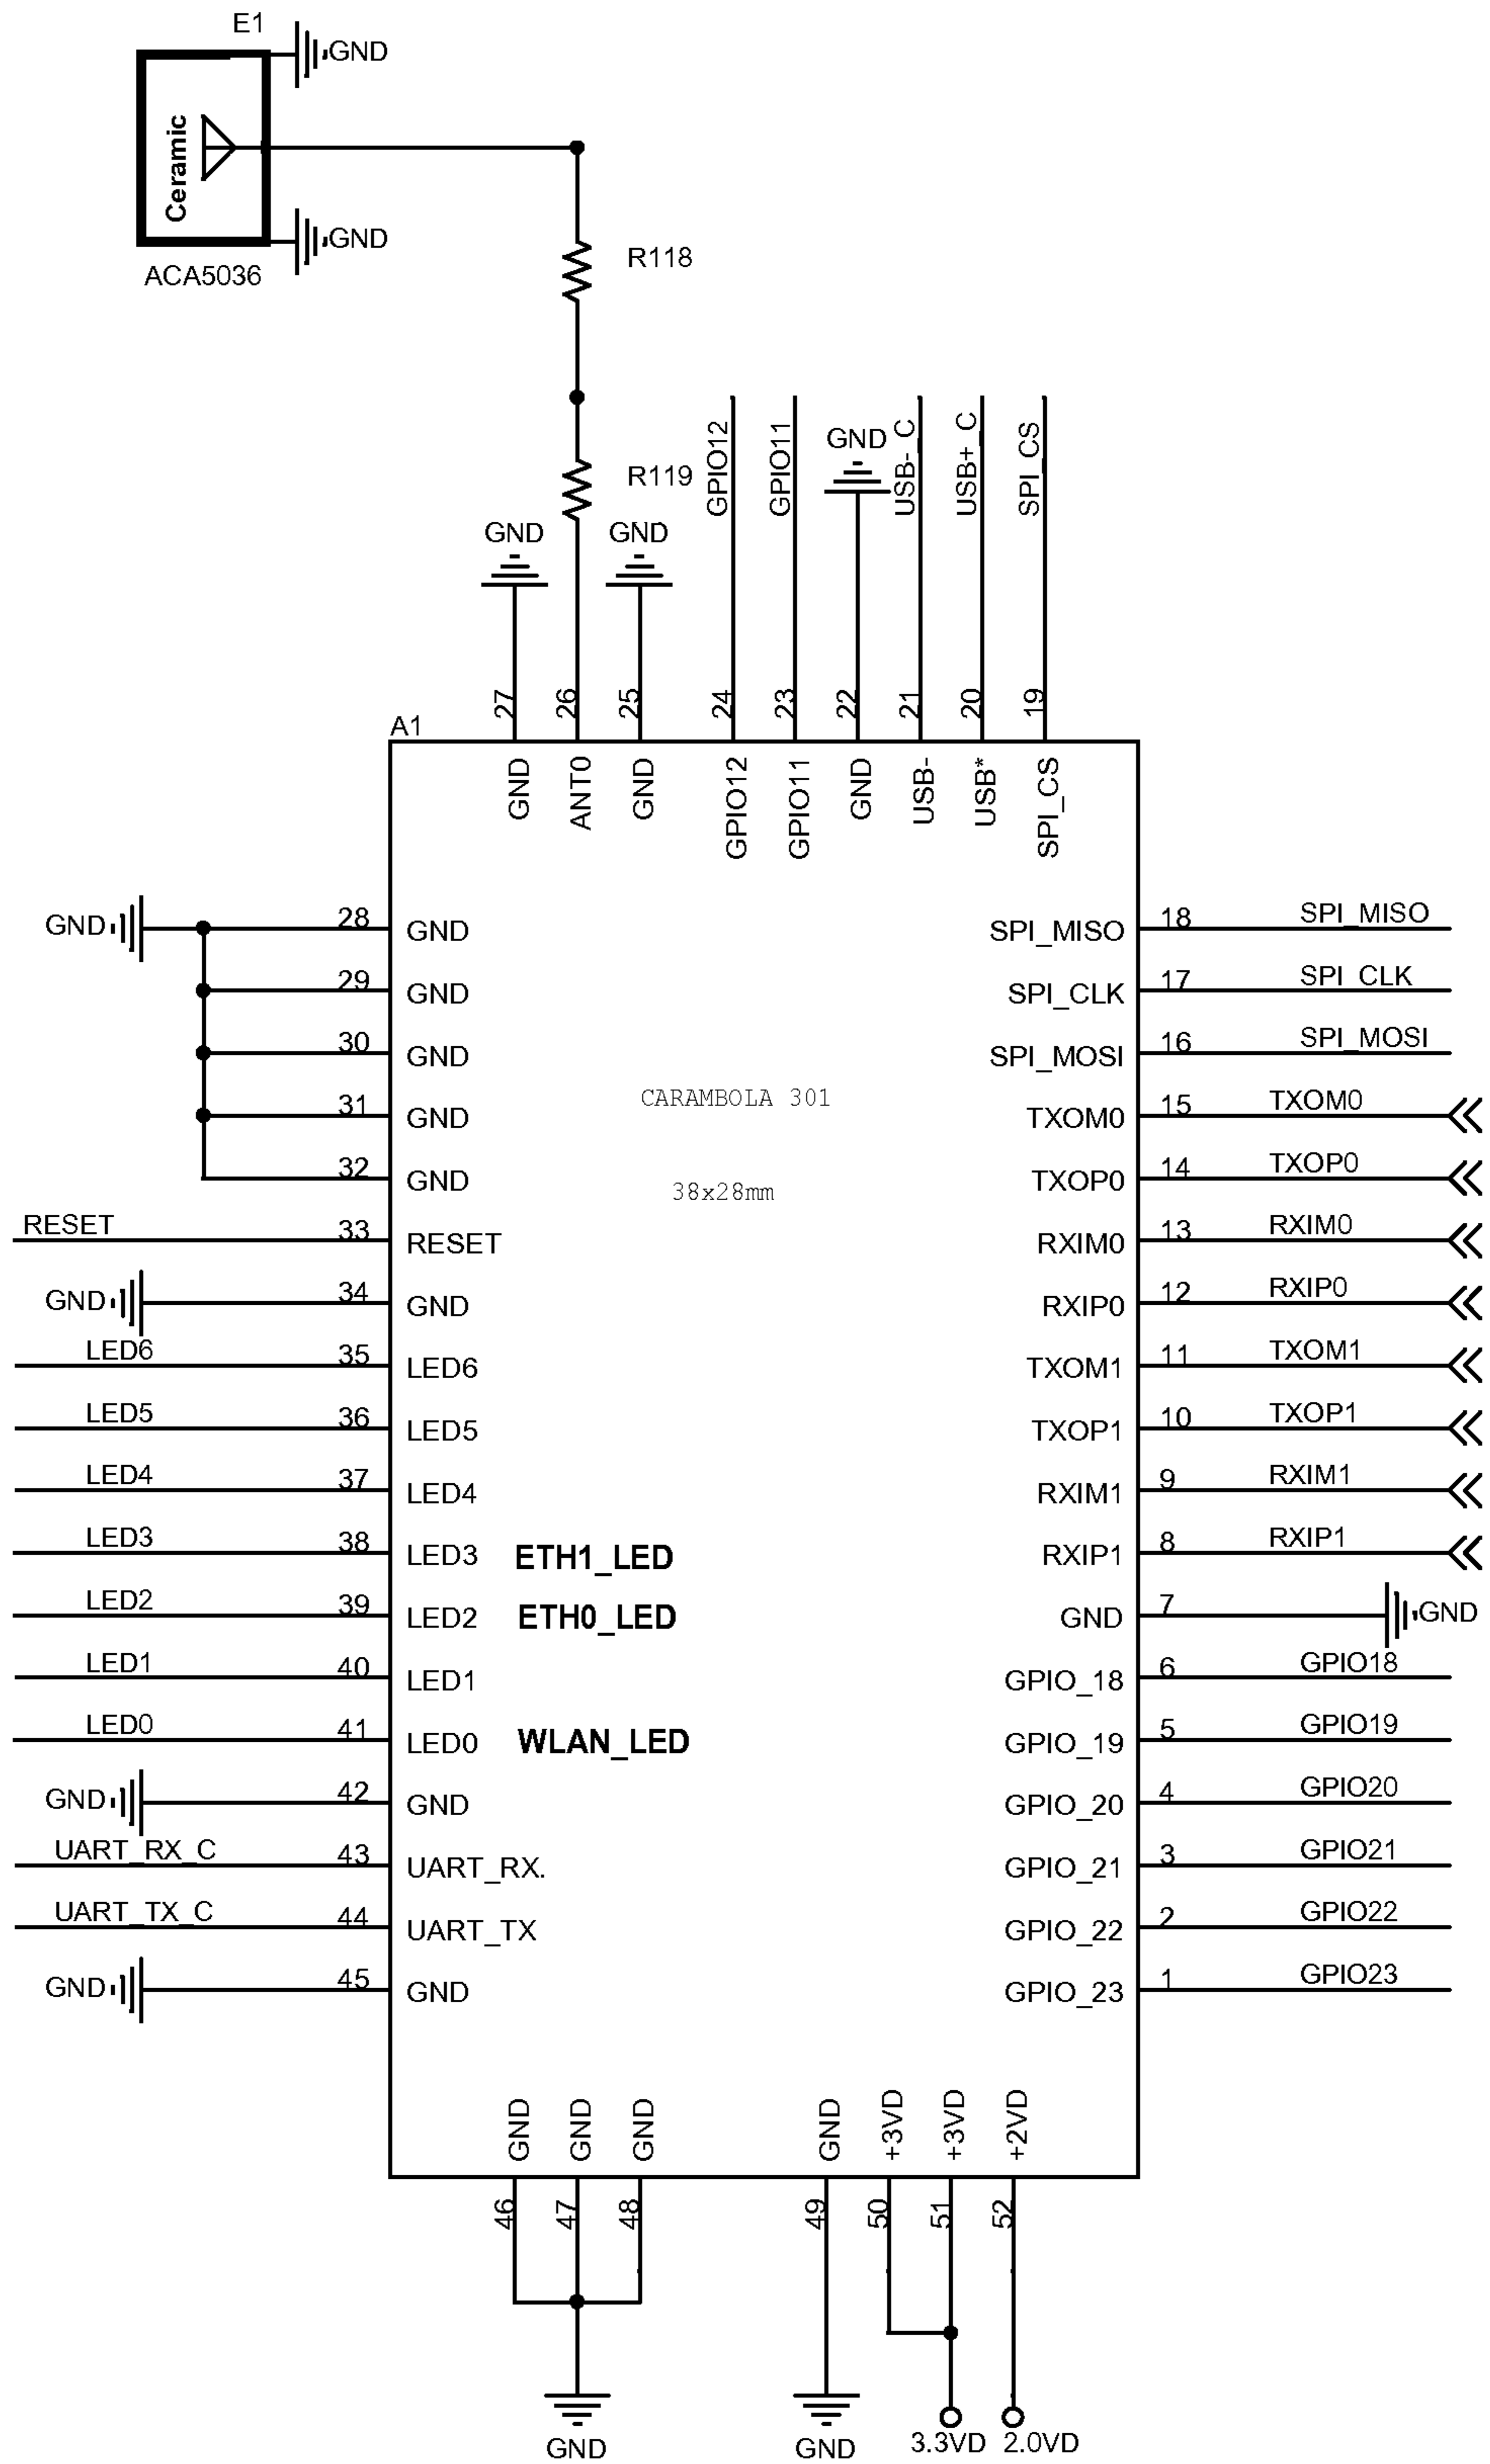 E1
GND
Ceramic
GND
ACA5036
R118
R119
GND
GND
GPIO12
GPIO11
GND
USB-_C
USB+_C
SPI_CS
27
26
25
24
23
22
21
20
19
A1
GND
ANT0
GND
GPIO12
GPIO11
GND
USB-
USB*
SPI_CS
GND 28 GND SPI_MISO 18 SPI_MISO
29 GND SPI_CLK 17 SPI_CLK
30 GND SPI_MOSI 16 SPI_MOSI
CARAMBOLA 301
31 GND TXOM0 15 TXOM0
32 GND 38x28mm TXOP0 14 TXOP0
RESET 33 RESET RXIM0 13 RXIM0
GND 34 GND RXIP0 12 RXIP0
LED6 35 LED6 TXOM1 11 TXOM1
LED5 36 LED5 TXOP1 10 TXOP1
LED4 37 LED4 RXIM1 9 RXIM1
LED3 38 LED3 ETH1_LED RXIP1 8 RXIP1
LED2 39 LED2 ETH0_LED GND 7 GND
LED1 40 LED1 GPIO_18 6 GPIO18
LED0 41 LED0 WLAN_LED GPIO_19 5 GPIO19
GND 42 GND GPIO_20 4 GPIO20
UART_RX_C 43 UART_RX. GPIO_21 3 GPIO21
UART_TX_C 44 UART_TX GPIO_22 2 GPIO22
GND 45 GND GPIO_23 1 GPIO23
GND
GND
GND
GND
+3VD
+3VD
+2VD
46
47
48
49
50
51
52
GND
GND
3.3VD
2.0VD